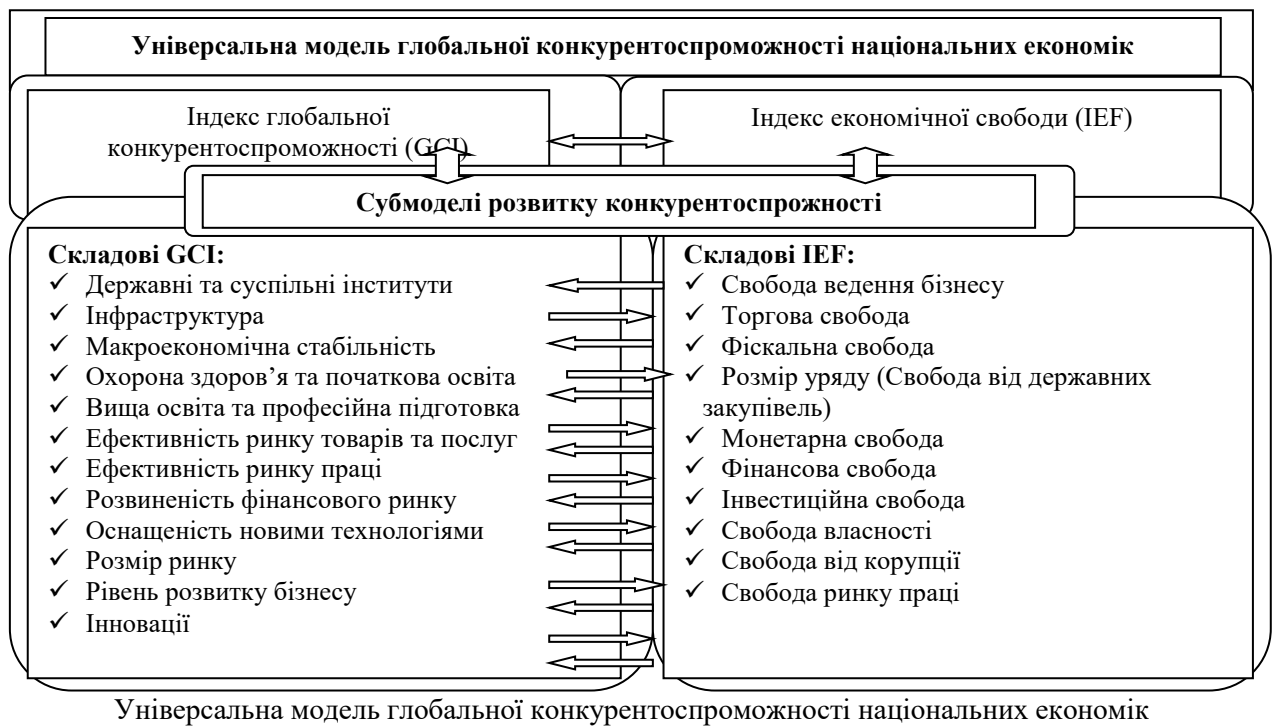 Універсальна модель глобальної конкурентоспроможності національних економік
Індекс глобальної
конкурентоспроможності (GCI)
Індекс економічної свободи (IEF)
Субмоделі розвитку конкурентоспрожності
Складові GCI:
✓ Державні та суспільні інститути
✓ Інфраструктура
✓ Макроекономічна стабільність
✓ Охорона здоров’я та початкова освіта
✓ Вища освіта та професійна підготовка
✓ Ефективність ринку товарів та послуг
✓ Ефективність ринку праці
✓ Розвиненість фінансового ринку
✓ Оснащеність новими технологіями
✓ Розмір ринку
✓ Рівень розвитку бізнесу
✓ Інновації
Складові IEF:
✓ Свобода ведення бізнесу
✓ Торгова свобода
✓ Фіскальна свобода
✓ Розмір уряду (Свобода від державних
закупівель)
✓ Монетарна свобода
✓ Фінансова свобода
✓ Інвестиційна свобода
✓ Свобода власності
✓ Свобода від корупції
✓ Свобода ринку праці
Універсальна модель глобальної конкурентоспроможності національних економік